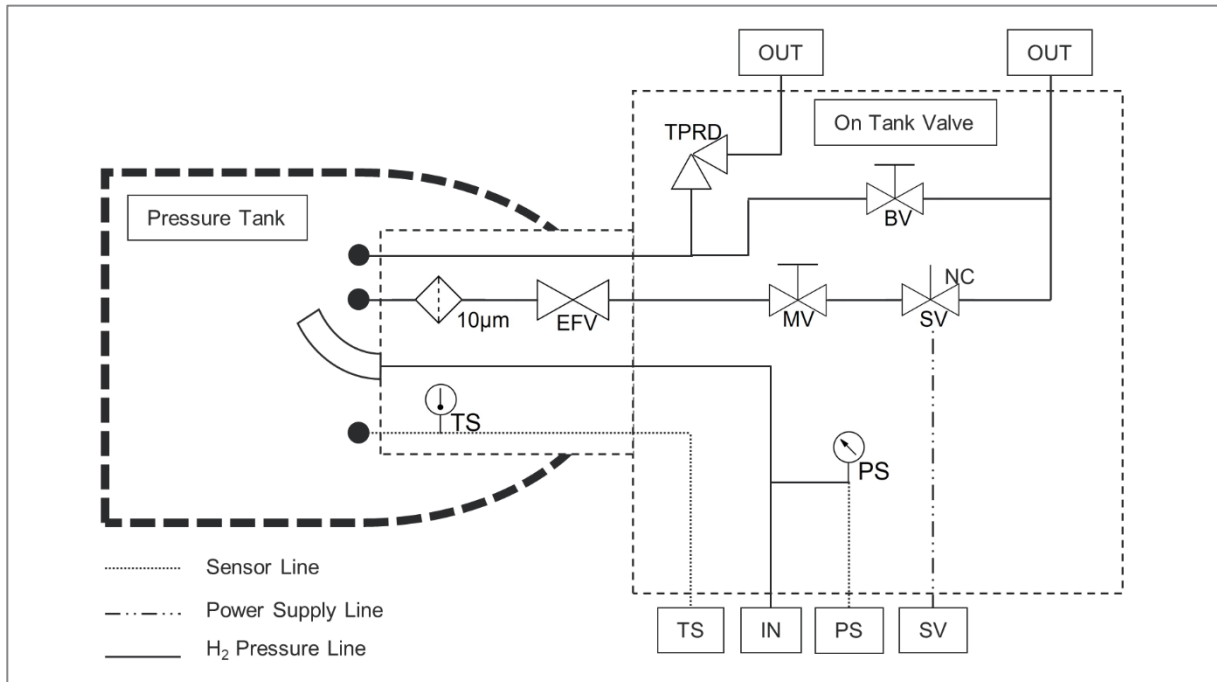 OUT
OUT
On Tank Valve
TPRD
Pressure Tank
BV
NC
10µm
EFV
MV
SV
TS
PS
Sensor Line
Power Supply Line
H₂ Pressure Line
TS
IN
PS
SV